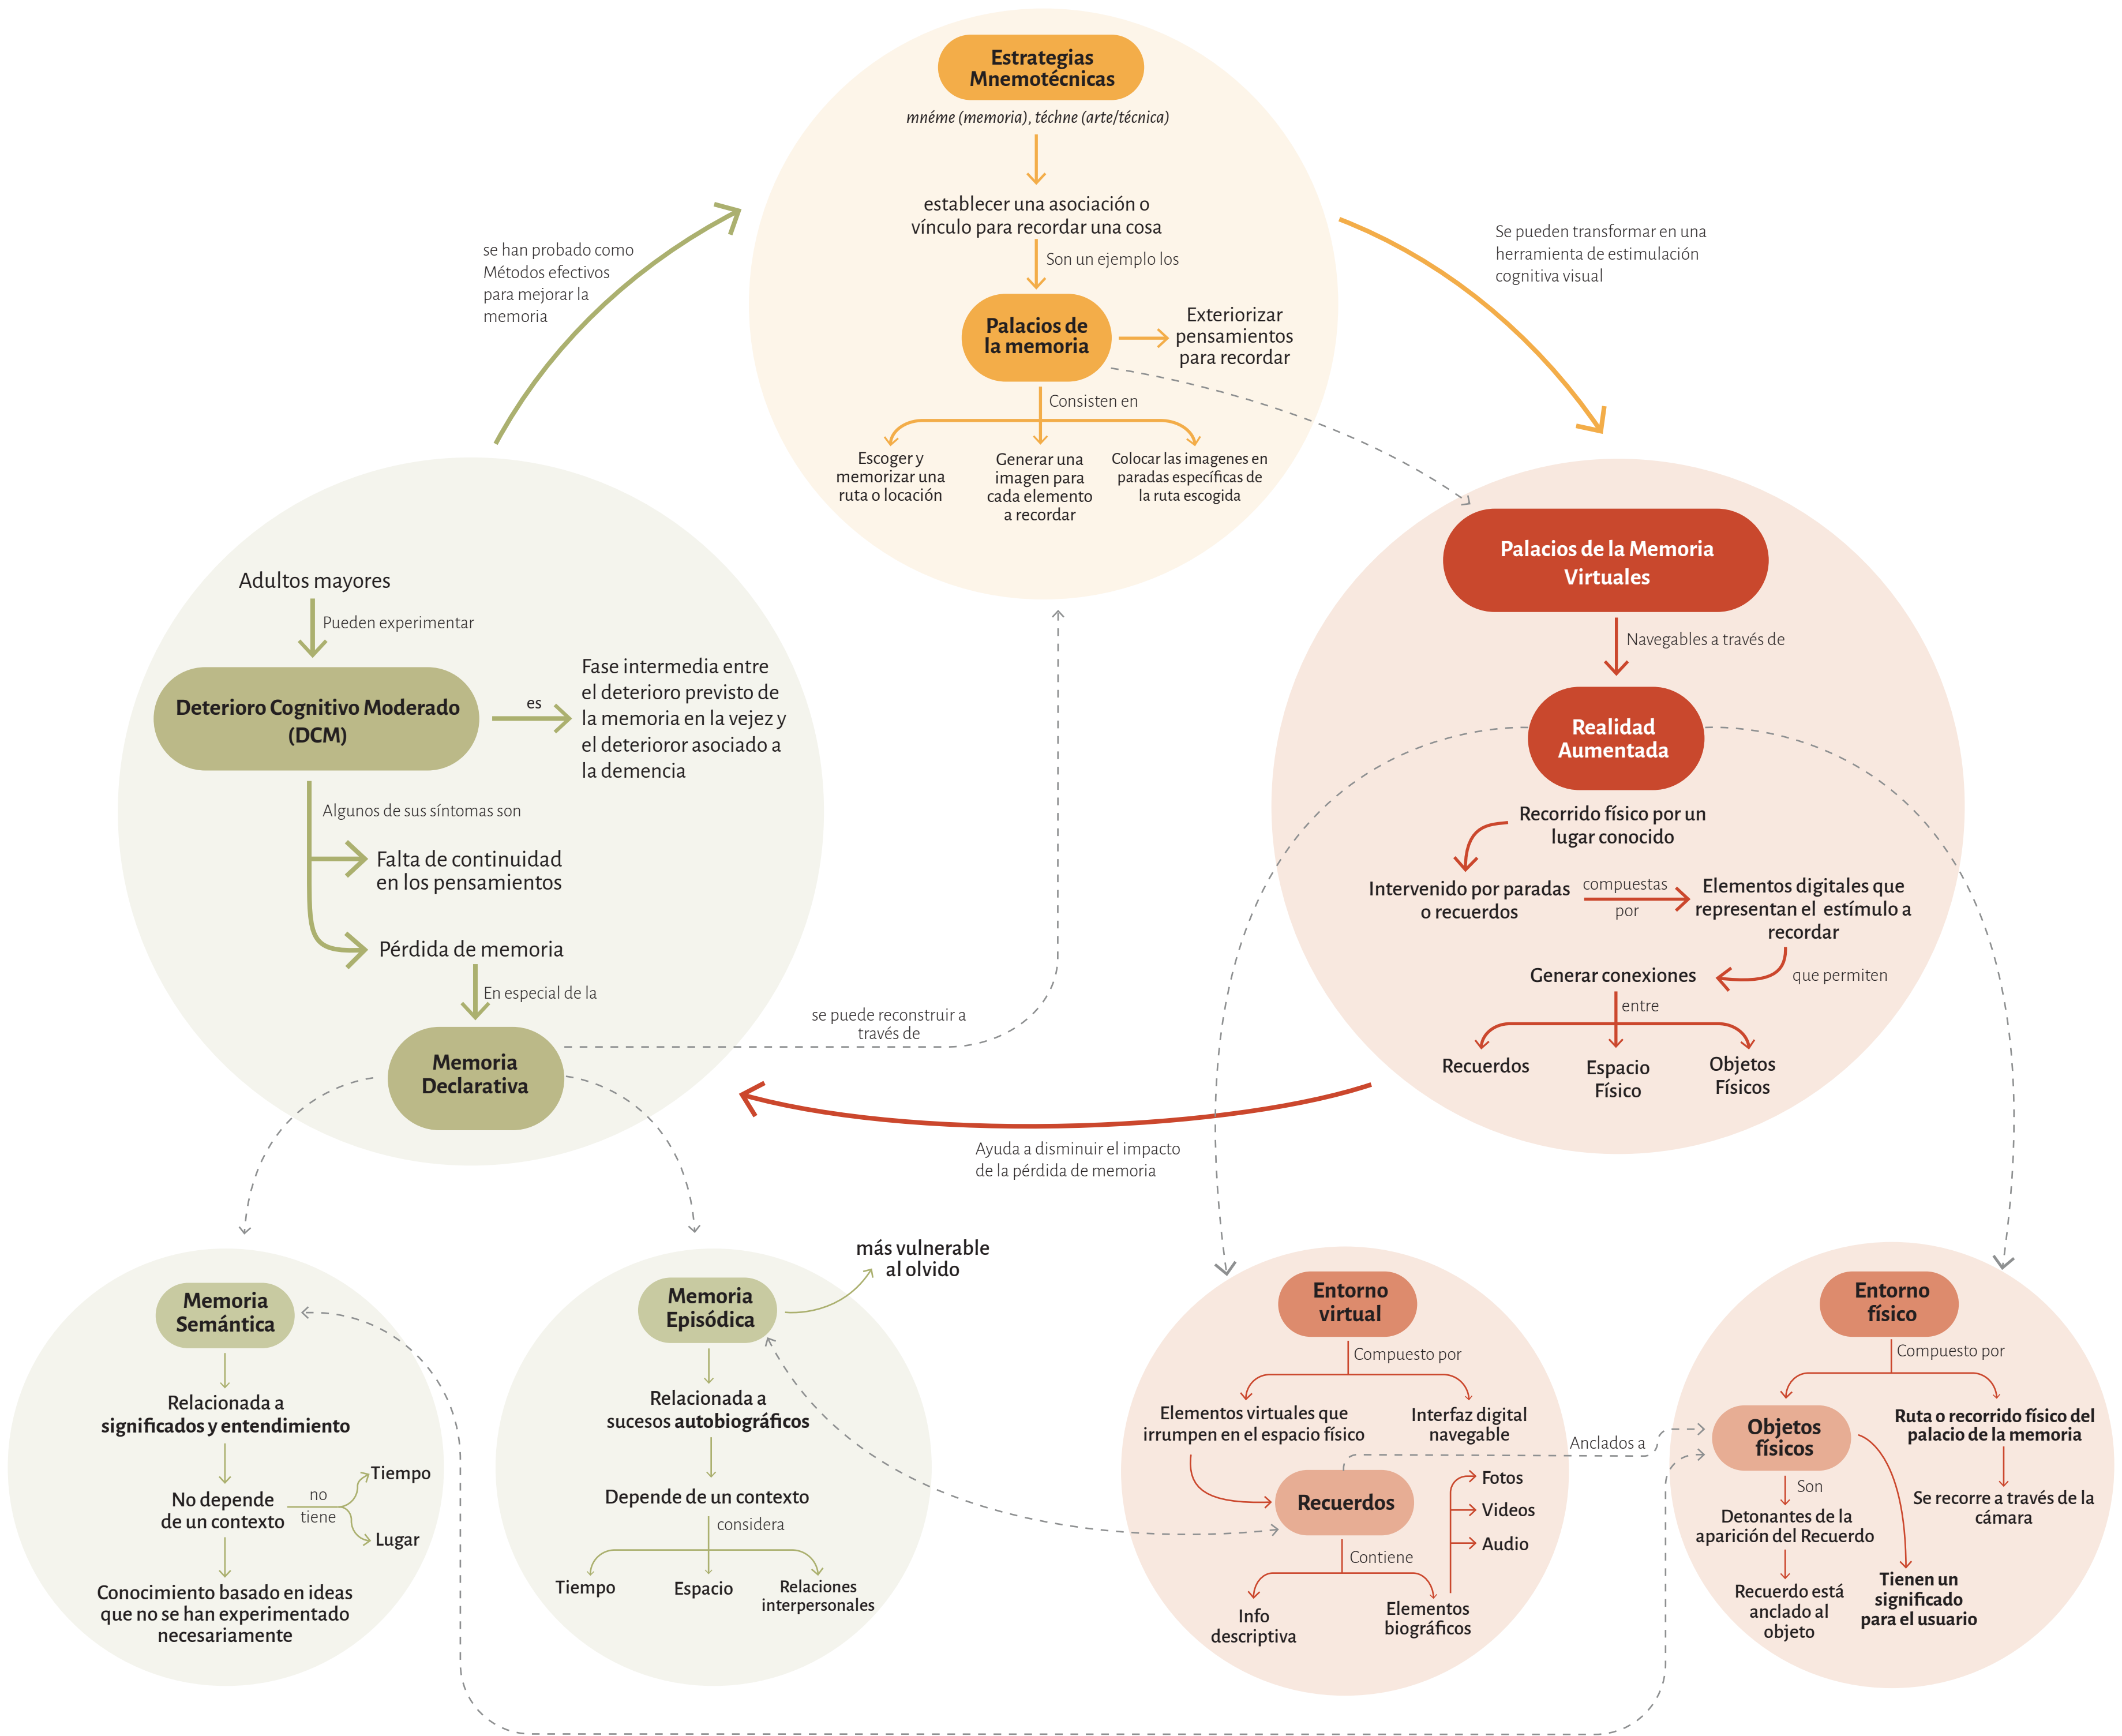 Estrategias
Mnemotécnicas
mnéme (memoria), téchne (arte/técnica)
establecer una asociación o
vínculo para recordar una cosa
Son un ejemplo los
Palacios de
la memoria
Exteriorizar
pensamientos
para recordar
Consisten en
Escoger y
memorizar una
ruta o locación
Generar una
imagen para
cada elemento
a recordar
Colocar las imagenes en
paradas específicas de
la ruta escogida
se han probado como
Métodos efectivos
para mejorar la
memoria
Se pueden transformar en una
herramienta de estimulación
cognitiva visual
Adultos mayores
Pueden experimentar
Deterioro Cognitivo Moderado
(DCM)
es
Fase intermedia entre
el deterioro previsto de
la memoria en la vejez y
el deterioror asociado a
la demencia
Algunos de sus síntomas son
Falta de continuidad
en los pensamientos
Pérdida de memoria
En especial de la
Memoria
Declarativa
se puede reconstruir a
través de
Palacios de la Memoria
Virtuales
Navegables a través de
Realidad
Aumentada
Recorrido físico por un
lugar conocido
Intervenido por paradas
o recuerdos
compuestas
por
Elementos digitales que
representan el estímulo a
recordar
que permiten
Generar conexiones
entre
Recuerdos
Espacio
Físico
Objetos
Físicos
Ayuda a disminuir el impacto
de la pérdida de memoria
Memoria
Semántica
Relacionada a
significados y entendimiento
No depende
de un contexto
no
tiene
Tiempo
Lugar
Conocimiento basado en ideas
que no se han experimentado
necesariamente
Memoria
Episódica
más vulnerable
al olvido
Relacionada a
sucesos autobiográficos
Depende de un contexto
considera
Tiempo
Espacio
Relaciones
interpersonales
Entorno
virtual
Compuesto por
Elementos virtuales que
irrumpen en el espacio físico
Interfaz digital
navegable
Anclados a
Recuerdos
Fotos
Videos
Audio
Contiene
Info
descriptiva
Elementos
biográficos
Entorno
físico
Compuesto por
Objetos
físicos
Ruta o recorrido físico del
palacio de la memoria
Son
Detonantes de la
aparición del Recuerdo
Se recorre a través de la
cámara
Recuerdo está
anclado al
objeto
Tienen un
significado
para el usuario